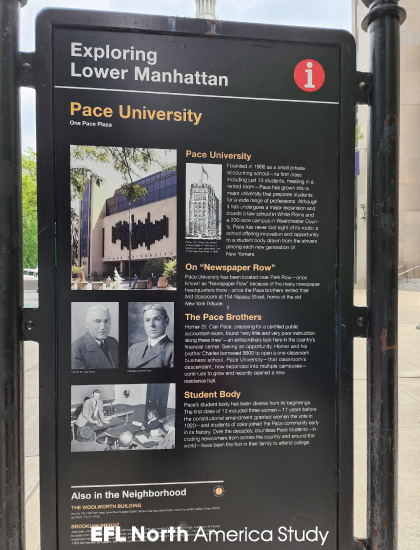 Exploring
Lower Manhattan
i
Pace University
One Pace Plaza
Pace University
Founded in 1906 as a small private
accounting school—its first class
including just 13 students, meeting in a
rented room—Pace has grown into a
major university that prepares students
for a wide range of professions. Although
it has undergone a major expansion and
boasts a law school in White Plains and
a 200-acre campus in Westchester Coun-
ty, Pace has never lost sight of its roots: a
school offering innovation and opportunity
to a student body drawn from the strivers
among each new generation of
New Yorkers.
On "Newspaper Row"
Pace University has been located near Park Row—once
known as "Newspaper Row" because of the many newspaper
headquarters there—since the Pace brothers rented their
first classroom at 154 Nassau Street, home of the old
New York Tribune.
The Pace Brothers
Homer St. Clair Pace, preparing for a certified public
accountant exam, found "very little and very poor instruction
along these lines"—an extraordinary lack here in the country's
financial center. Seeing an opportunity, Homer and his
brother Charles borrowed $600 to open a one-classroom
business school. Pace University—that classroom's
descendant, now expanded into multiple campuses—
continues to grow and recently opened a new
residence hall.
Student Body
Pace's student body has been diverse from its beginnings.
The first class of 13 included three women—17 years before
the constitutional amendment granted women the vote in
1920—and students of color joined the Pace community early
in its history. Over the decades, countless Pace students—in-
cluding newcomers from across the country and around the
world—have been the first in their family to attend college.
Also in the Neighborhood
THE WOOLWORTH BUILDING
BROOKLYN BRIDGE
EFL North America Study